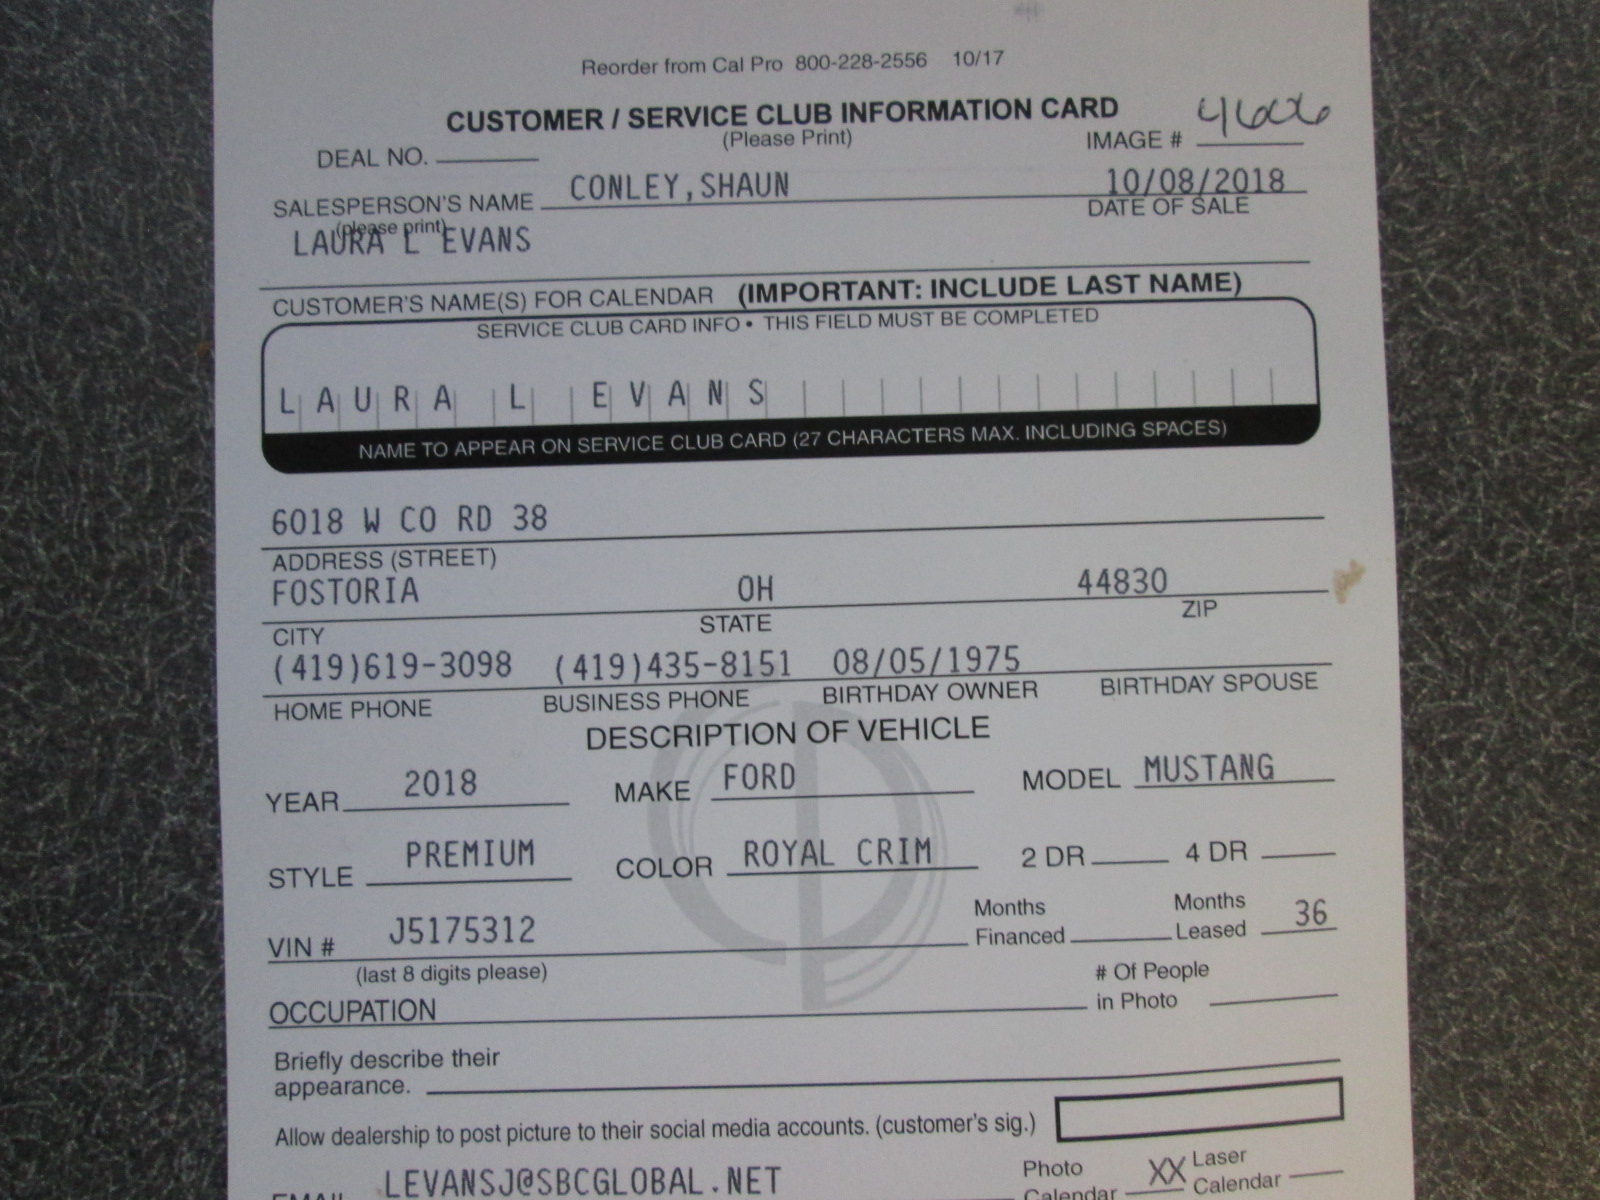 Reorder from Cal Pro 800-228-2556 10/17
CUSTOMER / SERVICE CLUB INFORMATION CARD
(Please Print)
DEAL NO. IMAGE # 4606
SALESPERSON'S NAME CONLEY,SHAUN 10/08/2018
(please print) DATE OF SALE
LAURA L EVANS
CUSTOMER'S NAME(S) FOR CALENDAR (IMPORTANT: INCLUDE LAST NAME)
SERVICE CLUB CARD INFO • THIS FIELD MUST BE COMPLETED
LAURA L EVANS
NAME TO APPEAR ON SERVICE CLUB CARD (27 CHARACTERS MAX. INCLUDING SPACES)
6018 W CO RD 38
ADDRESS (STREET)
FOSTORIA OH 44830
CITY STATE ZIP
(419)619-3098 (419)435-8151 08/05/1975
HOME PHONE BUSINESS PHONE BIRTHDAY OWNER BIRTHDAY SPOUSE
DESCRIPTION OF VEHICLE
YEAR 2018 MAKE FORD MODEL MUSTANG
STYLE PREMIUM COLOR ROYAL CRIM 2 DR 4 DR
VIN # J5175312 Months Financed Months Leased 36
(last 8 digits please)
OCCUPATION # Of People in Photo
Briefly describe their
appearance.
Allow dealership to post picture to their social media accounts. (customer's sig.)
EMAIL LEVANSJ@SBCGLOBAL.NET Photo Calendar XX Laser Calendar